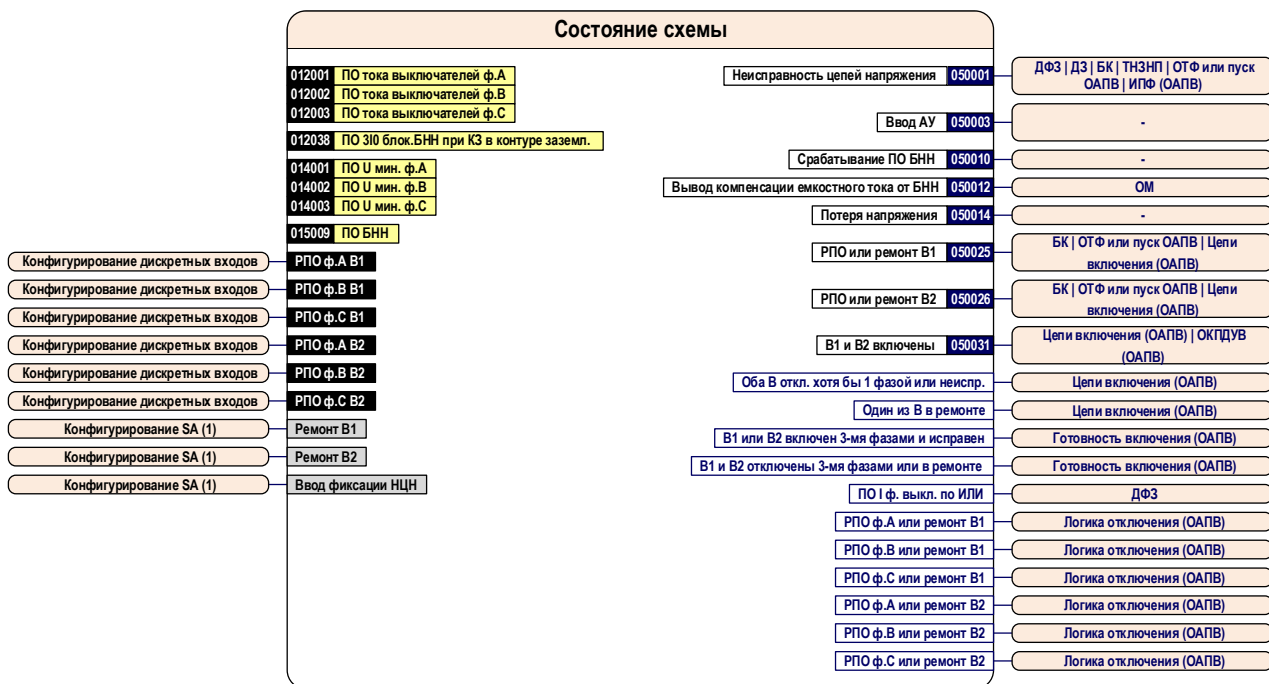 Состояние схемы
012001 ПО тока выключателей ф.А
012002 ПО тока выключателей ф.В
012003 ПО тока выключателей ф.С
012038 ПО 3I0 блок.БНН при КЗ в контуре заземл.
014001 ПО U мин. ф.А
014002 ПО U мин. ф.В
014003 ПО U мин. ф.С
015009 ПО БНН
Конфигурирование дискретных входов РПО ф.А В1
Конфигурирование дискретных входов РПО ф.В В1
Конфигурирование дискретных входов РПО ф.С В1
Конфигурирование дискретных входов РПО ф.А В2
Конфигурирование дискретных входов РПО ф.В В2
Конфигурирование дискретных входов РПО ф.С В2
Конфигурирование SA (1) Ремонт В1
Конфигурирование SA (1) Ремонт В2
Конфигурирование SA (1) Ввод фиксации НЦН
Неисправность цепей напряжения 050001 ДФЗ | ДЗ | БК | ТНЗНП | ОТФ или пуск
ОАПВ | ИПФ (ОАПВ)
Ввод АУ 050003 -
Срабатывание ПО БНН 050010 -
Вывод компенсации емкостного тока от БНН 050012 ОМ
Потеря напряжения 050014 -
РПО или ремонт В1 050025 БК | ОТФ или пуск ОАПВ | Цепи
включения (ОАПВ)
РПО или ремонт В2 050026 БК | ОТФ или пуск ОАПВ | Цепи
включения (ОАПВ)
В1 и В2 включены 050031 Цепи включения (ОАПВ) | ОКПДУВ
(ОАПВ)
Оба В откл. хотя бы 1 фазой или неиспр. Цепи включения (ОАПВ)
Один из В в ремонте Цепи включения (ОАПВ)
В1 или В2 включен 3-мя фазами и исправен Готовность включения (ОАПВ)
В1 и В2 отключены 3-мя фазами или в ремонте Готовность включения (ОАПВ)
ПО I ф. выкл. по ИЛИ ДФЗ
РПО ф.А или ремонт В1 Логика отключения (ОАПВ)
РПО ф.В или ремонт В1 Логика отключения (ОАПВ)
РПО ф.С или ремонт В1 Логика отключения (ОАПВ)
РПО ф.А или ремонт В2 Логика отключения (ОАПВ)
РПО ф.В или ремонт В2 Логика отключения (ОАПВ)
РПО ф.С или ремонт В2 Логика отключения (ОАПВ)